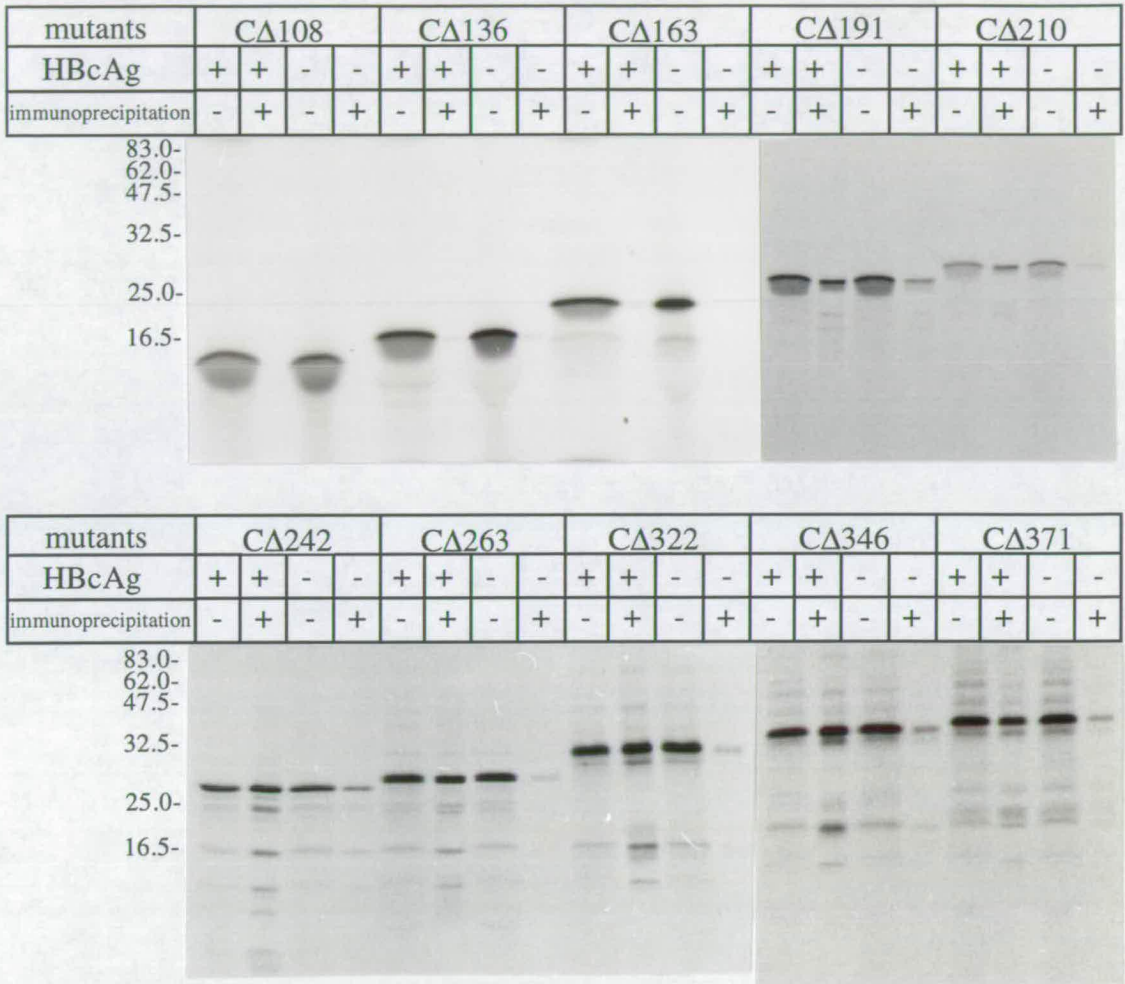 mutants CΔ108 CΔ136 CΔ163 CΔ191 CΔ210
HBcAg + + - - + + - - + + - - + + - - + + - -
immunoprecipitation - + - + - + - + - + - + - + - + - + - +
83.0-
62.0-
47.5-
32.5-
25.0-
16.5-
mutants CΔ242 CΔ263 CΔ322 CΔ346 CΔ371
HBcAg + + - - + + - - + + - - + + - - + + - -
immunoprecipitation - + - + - + - + - + - + - + - + - + - +
83.0-
62.0-
47.5-
32.5-
25.0-
16.5-